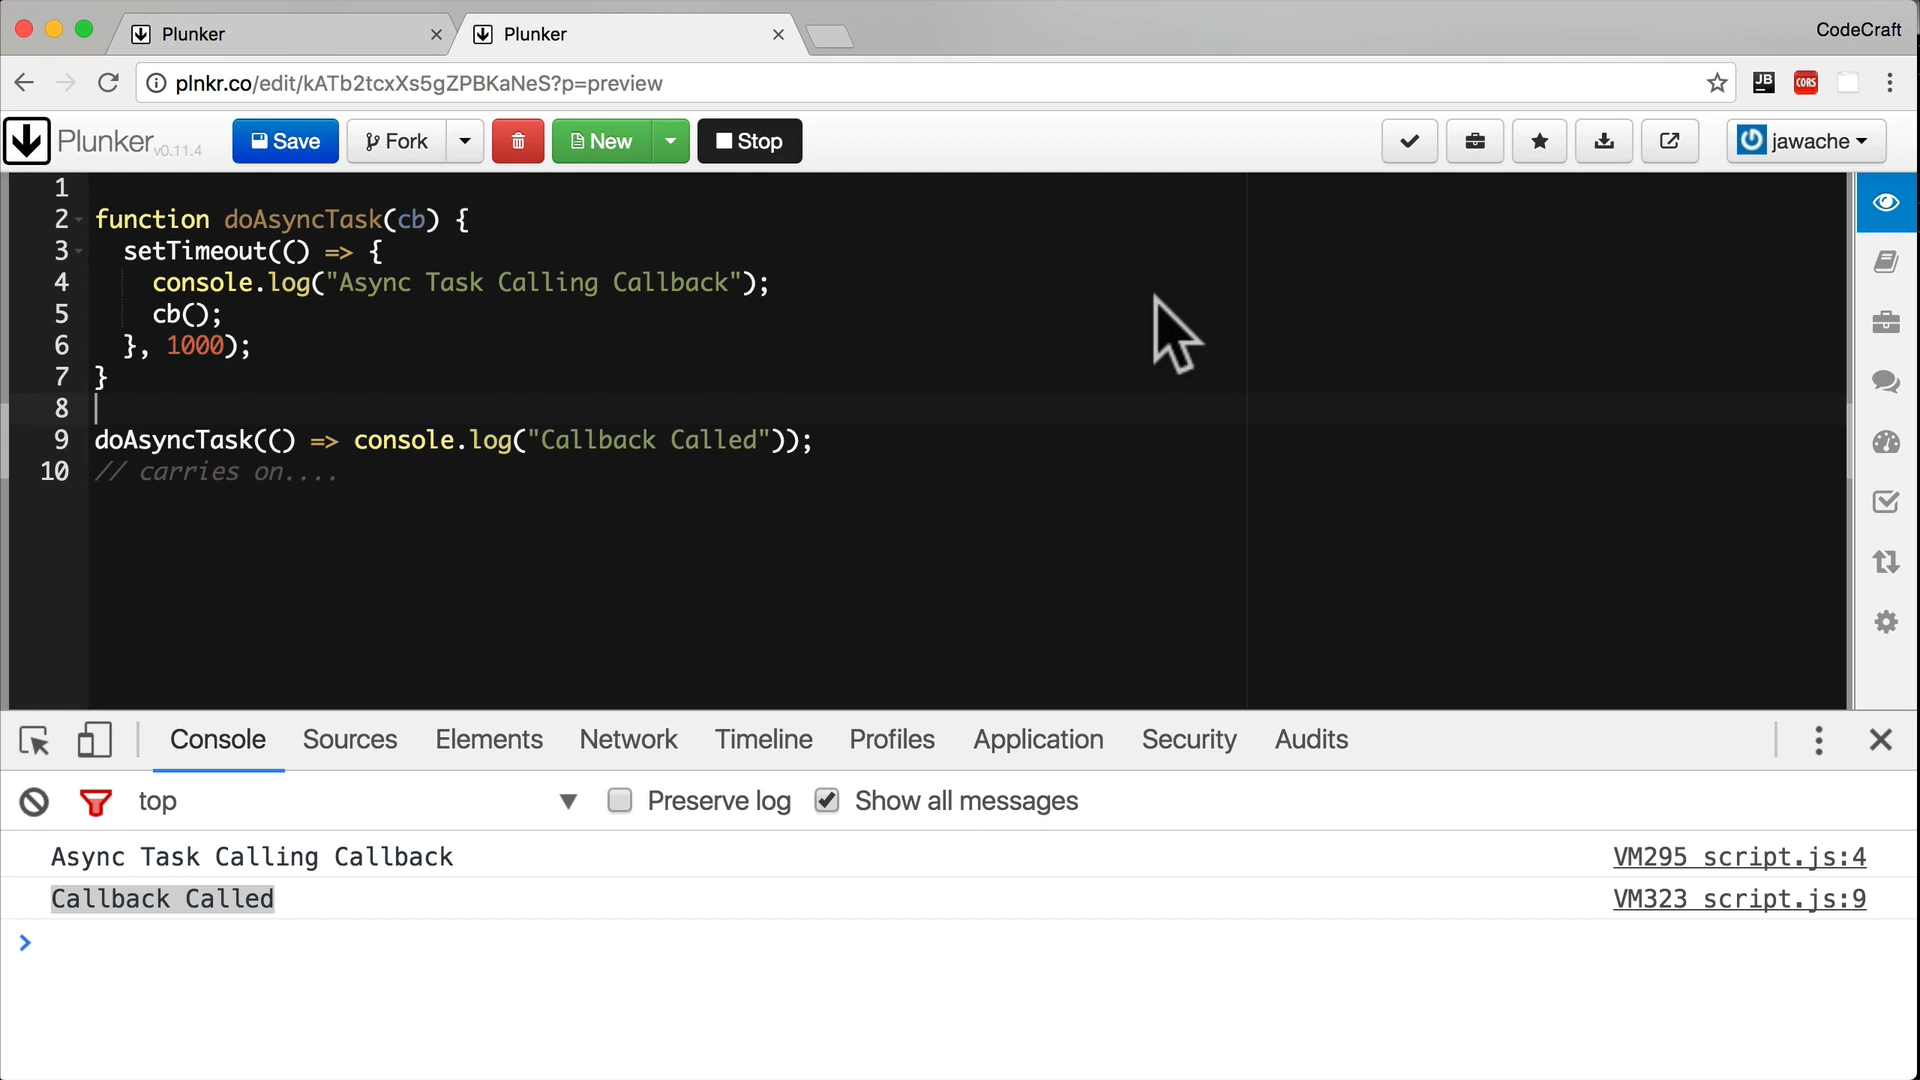 Plunker
Plunker
CodeCraft
plnkr.co/edit/kATb2tcxXs5gZPBKaNeS?p=preview
JB
CORS
Plunker v0.11.4
Save
Fork
New
Stop
jawache
1
2 function doAsyncTask(cb) {
3 setTimeout(() => {
4 console.log("Async Task Calling Callback");
5 cb();
6 }, 1000);
7 }
8
9 doAsyncTask(() => console.log("Callback Called"));
10 // carries on....
Console Sources Elements Network Timeline Profiles Application Security Audits
top Preserve log Show all messages
Async Task Calling Callback VM295 script.js:4
Callback Called VM323 script.js:9
>